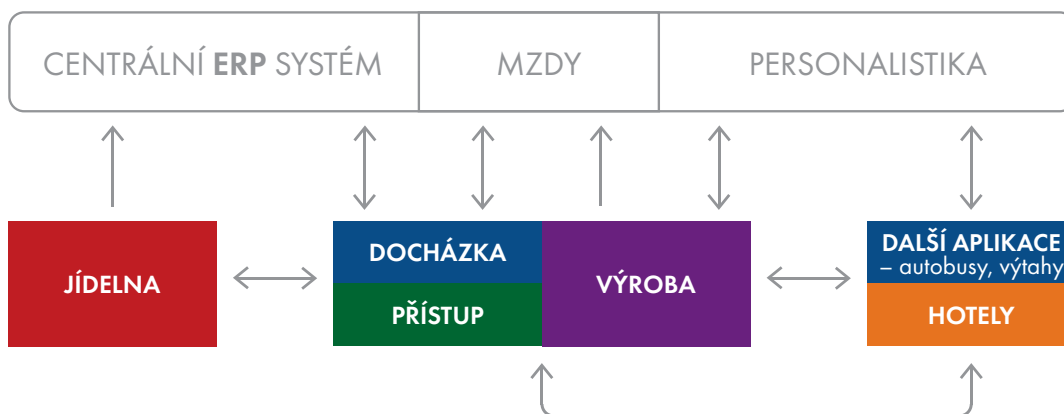 CENTRÁLNÍ ERP SYSTÉM
MZDY
PERSONALISTIKA
JÍDELNA
DOCHÁZKA
PŘÍSTUP
VÝROBA
DALŠÍ APLIKACE
– autobusy, výtahy
HOTELY